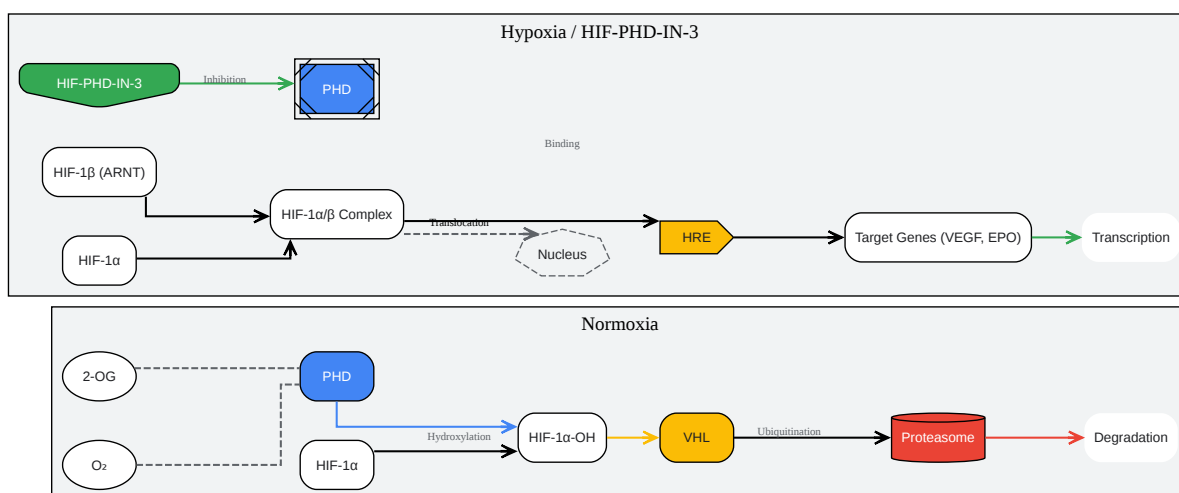 Hypoxia / HIF-PHD-IN-3
HIF-PHD-IN-3
Inhibition
PHD
Binding
HIF-1β (ARNT)
HIF-1α/β Complex
Translocation
HIF-1α
Nucleus
HRE
Target Genes (VEGF, EPO)
Transcription
Normoxia
2-OG
PHD
O₂
HIF-1α
Hydroxylation
HIF-1α-OH
VHL
Ubiquitination
Proteasome
Degradation